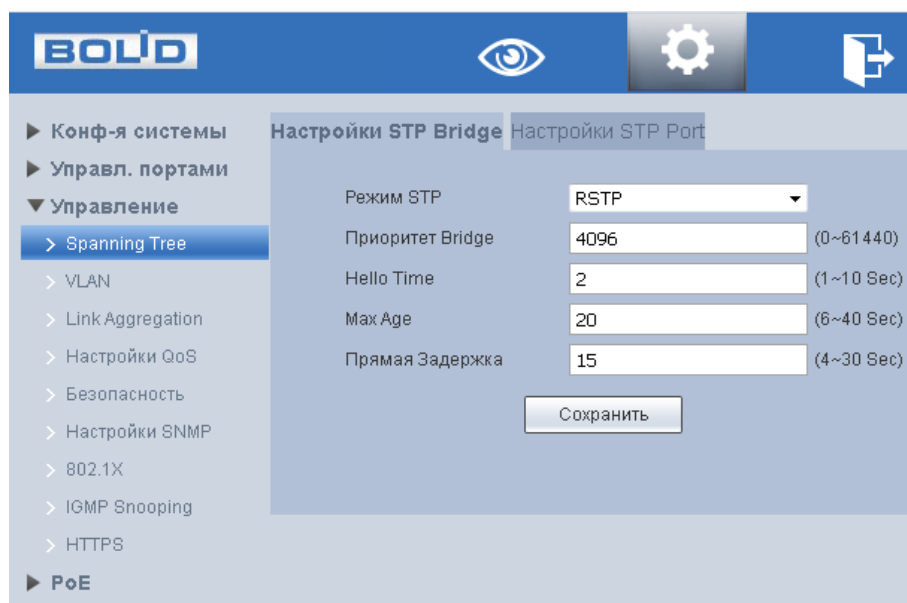 BOLID
Конф-я системы
Управл. портами
Управление
Spanning Tree
VLAN
Link Aggregation
Настройки QoS
Безопасность
Настройки SNMP
802.1X
IGMP Snooping
HTTPS
PoE
Настройки STP Bridge Настройки STP Port
Режим STP RSTP
Приоритет Bridge 4096 (0~61440)
Hello Time 2 (1~10 Sec)
Max Age 20 (6~40 Sec)
Прямая Задержка 15 (4~30 Sec)
Сохранить